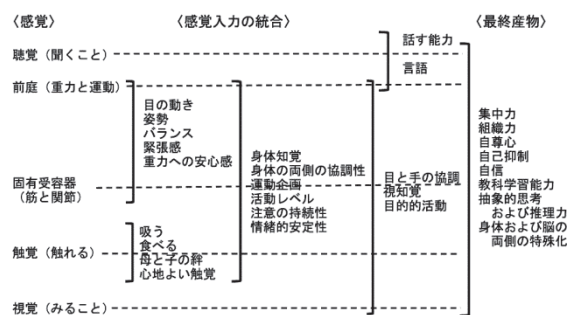 〈感覚〉
〈感覚入力の統合〉
〈最終産物〉
聴覚（聞くこと）
話す能力
言語
前庭（重力と運動）
目の動き
姿勢
バランス
緊張感
重力への安心感
固有受容器
（筋と関節）
身体知覚
身体の両側の協調性
運動企画
活動レベル
注意の持続性
情緒的安定性
目と手の協調
視知覚
目的的活動
集中力
組織力
自尊心
自己抑制
自信
教科学習能力
抽象的思考
および推理力
身体および脳の
両側の特殊化
吸う
食べる
母と子の絆
心地よい触覚
触覚（触れる）
視覚（みること）